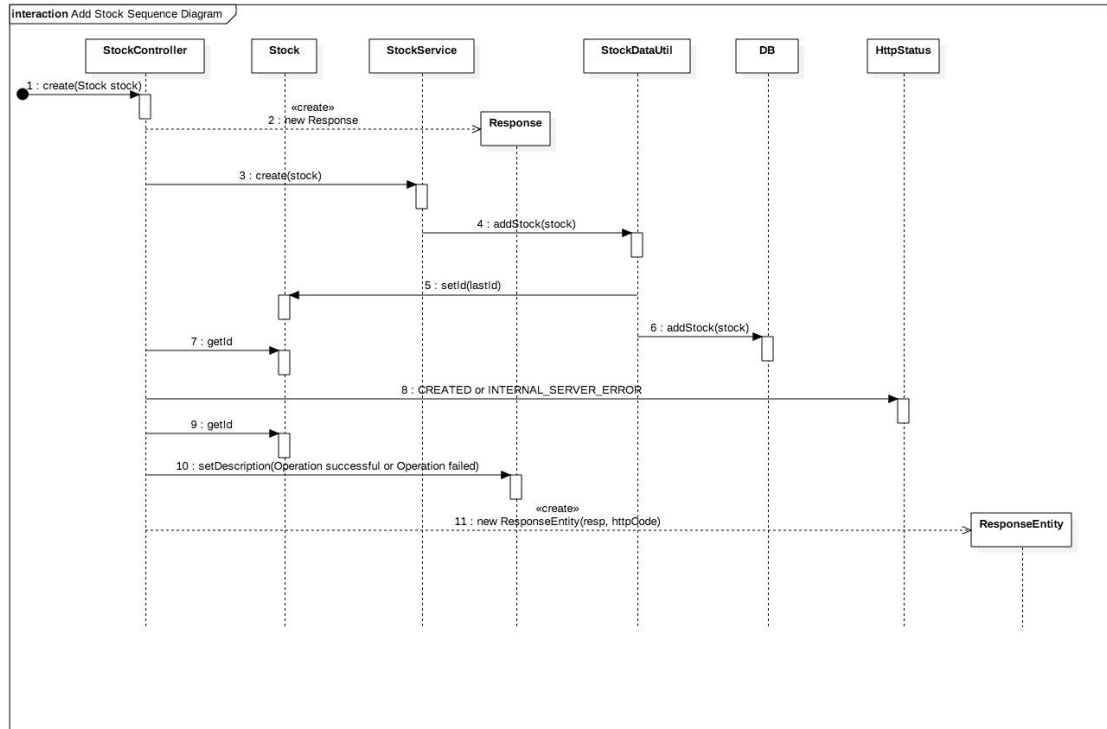 interaction Add Stock Sequence Diagram
StockController
Stock
StockService
StockDataUtil
DB
HttpStatus
1 : create(Stock stock)
«create»
2 : new Response
Response
3 : create(stock)
4 : addStock(stock)
5 : setId(lastId)
6 : addStock(stock)
7 : getId
8 : CREATED or INTERNAL_SERVER_ERROR
9 : getId
10 : setDescription(Operation successful or Operation failed)
«create»
11 : new ResponseEntity(resp, httpCode)
ResponseEntity